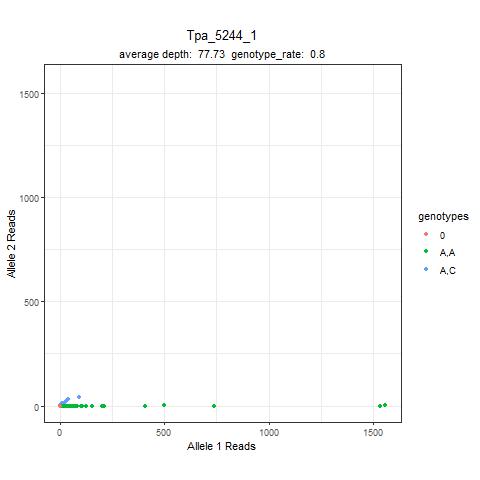 Tpa_5244_1
average depth: 77.73 genotype_rate: 0.8
1500
1000
500
0
Allele 2 Reads
0 500 1000 1500
Allele 1 Reads
genotypes
0
A,A
A,C